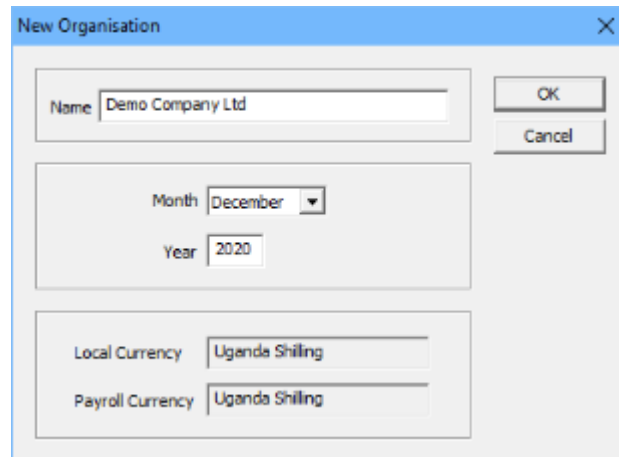 New Organisation
Name Demo Company Ltd
OK
Cancel
Month December
Year 2020
Local Currency Uganda Shilling
Payroll Currency Uganda Shilling